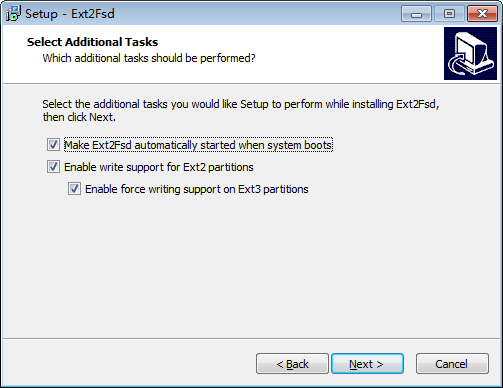 Setup - Ext2Fsd
Select Additional Tasks
Which additional tasks should be performed?
Select the additional tasks you would like Setup to perform while installing Ext2Fsd,
then click Next.
Make Ext2Fsd automatically started when system boots
Enable write support for Ext2 partitions
Enable force writing support on Ext3 partitions
< Back
Next >
Cancel